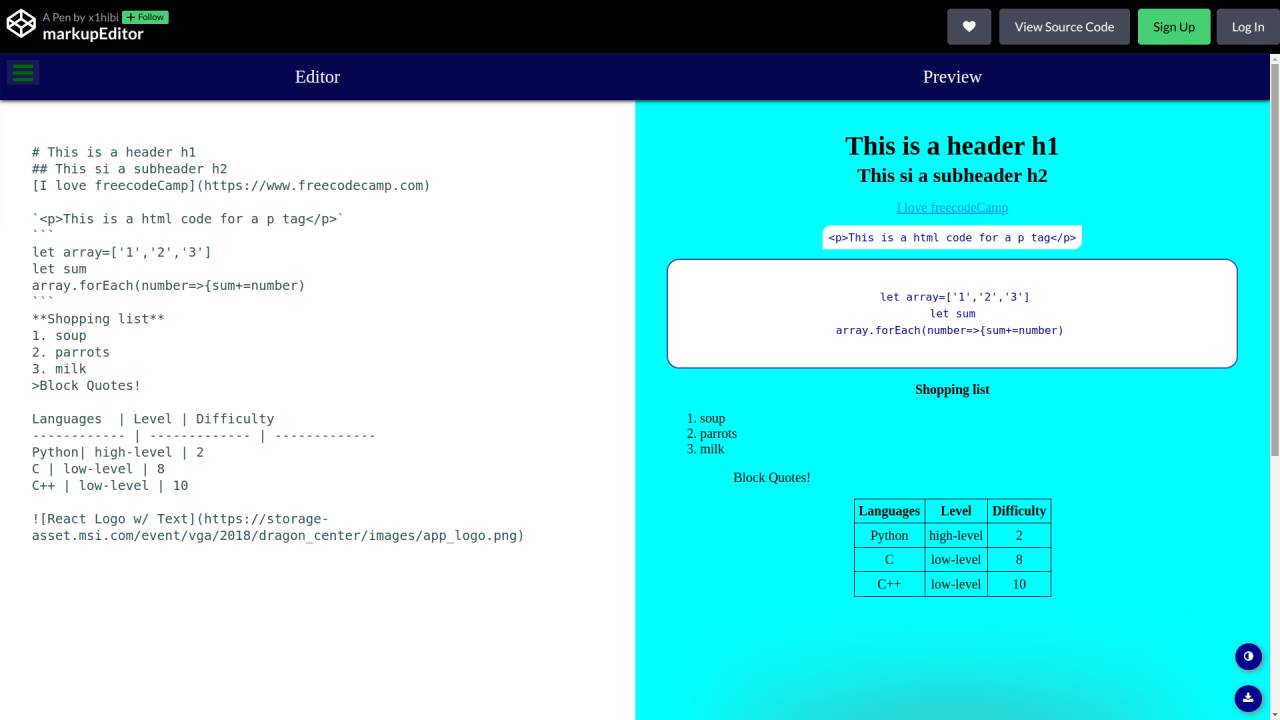 A Pen by x1hibi
+ Follow
markupEditor
View Source Code
Sign Up
Log In
Editor
Preview
# This is a header h1
## This si a subheader h2
[I love freecodeCamp](https://www.freecodecamp.com)
`<p>This is a html code for a p tag</p>`
```
let array=['1','2','3']
let sum
array.forEach(number=>{sum+=number)
```
**Shopping list**
1. soup
2. parrots
3. milk
>Block Quotes!
Languages  | Level | Difficulty
------------ | ------------- | -------------
Python| high-level | 2
C | low-level | 8
C++ | low-level | 10
![React Logo w/ Text](https://storage-
asset.msi.com/event/vga/2018/dragon_center/images/app_logo.png)
This is a header h1
This si a subheader h2
I love freecodeCamp
<p>This is a html code for a p tag</p>
let array=['1','2','3']
let sum
array.forEach(number=>{sum+=number)
Shopping list
1. soup
2. parrots
3. milk
Block Quotes!
Languages Level Difficulty
Python high-level 2
C low-level 8
C++ low-level 10